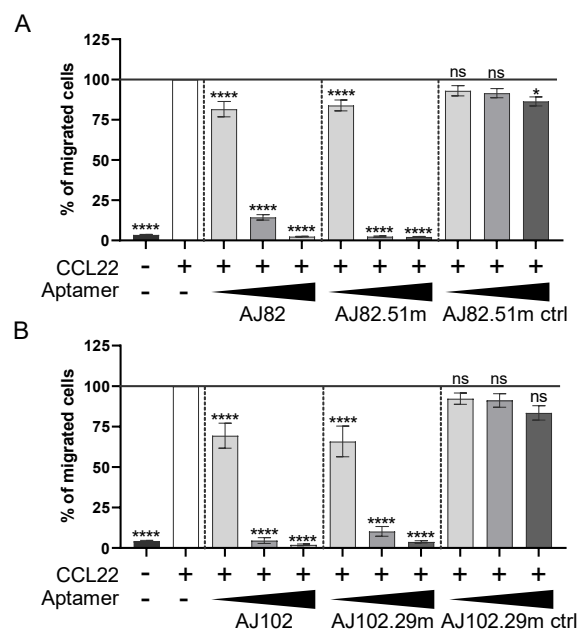 A
125
100
75
50
25
0
% of migrated cells
**** **** **** **** **** **** **** ns ns *
CCL22 - + + + + + + + + + +
Aptamer - -
AJ82 AJ82.51m AJ82.51m ctrl
B
125
100
75
50
25
0
% of migrated cells
**** **** **** **** **** **** **** ns ns ns
CCL22 - + + + + + + + + + +
Aptamer - -
AJ102 AJ102.29m AJ102.29m ctrl